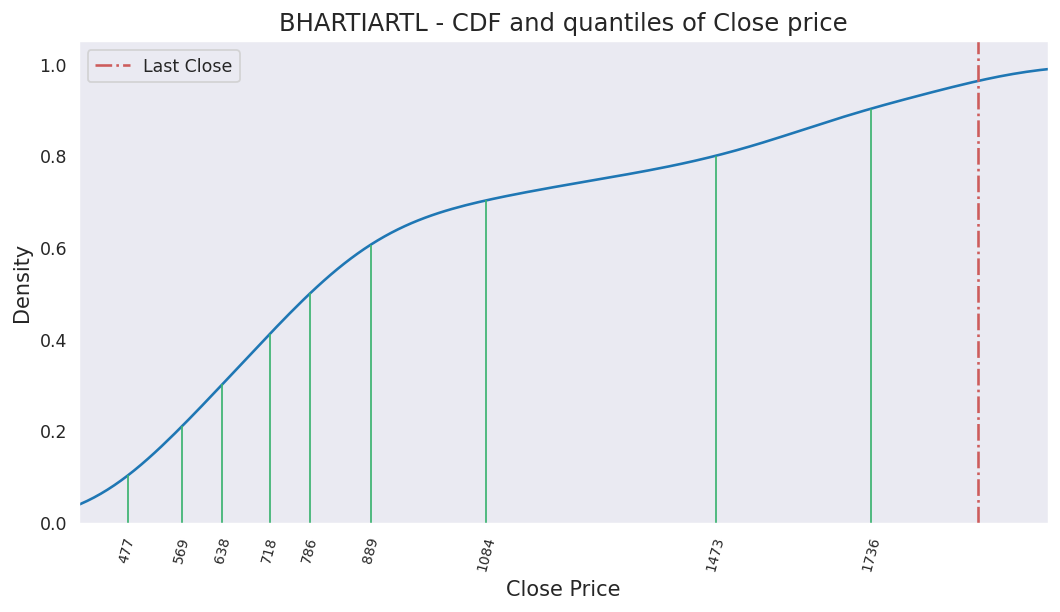 BHARTIARTL - CDF and quantiles of Close price
Last Close
1.0
0.8
0.6
0.4
0.2
0.0
Density
477 569 638 718 786 889 1084 1473 1736
Close Price